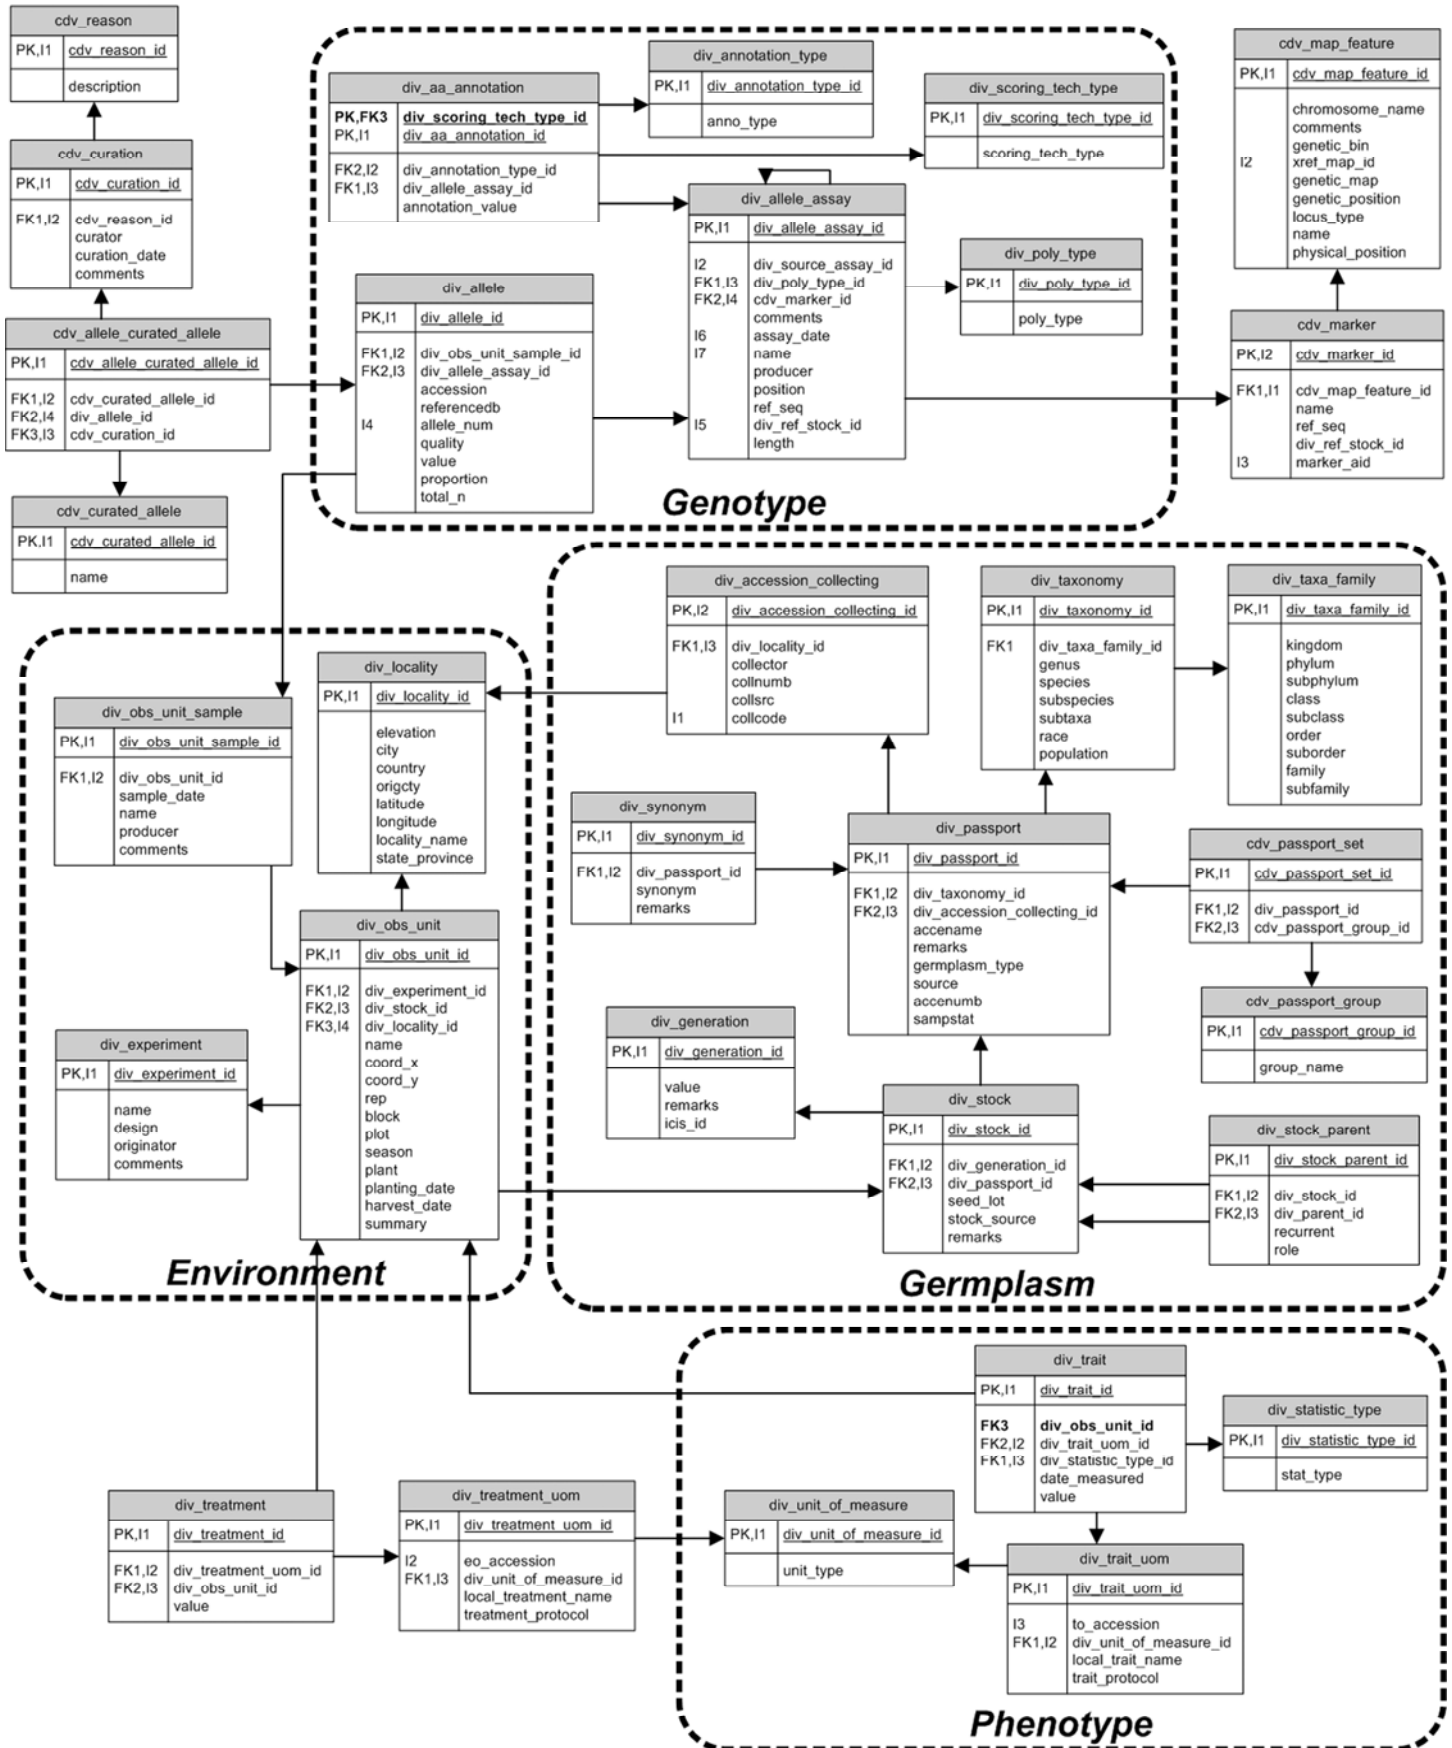 cdv_reason
PK,I1 cdv_reason_id
description
cdv_curation
PK,I1 cdv_curation_id
FK1,I2 cdv_reason_id
curator
curation_date
comments
cdv_allele_curated_allele
PK,I1 cdv_allele_curated_allele_id
FK1,I2 cdv_curated_allele_id
FK2,I4 div_allele_id
FK3,I3 cdv_curation_id
cdv_curated_allele
PK,I1 cdv_curated_allele_id
name
div_aa_annotation
PK,FK3 div_scoring_tech_type_id
PK,I1 div_aa_annotation_id
FK2,I2 div_annotation_type_id
FK1,I3 div_allele_assay_id
annotation_value
div_annotation_type
PK,I1 div_annotation_type_id
anno_type
div_scoring_tech_type
PK,I1 div_scoring_tech_type_id
scoring_tech_type
div_allele_assay
PK,I1 div_allele_assay_id
I2 div_source_assay_id
FK1,I3 div_poly_type_id
FK2,I4 cdv_marker_id
comments
I6 assay_date
I7 name
producer
position
ref_seq
I5 div_ref_stock_id
length
div_poly_type
PK,I1 div_poly_type_id
poly_type
div_allele
PK,I1 div_allele_id
FK1,I2 div_obs_unit_sample_id
FK2,I3 div_allele_assay_id
accession
referencedb
I4 allele_num
quality
value
proportion
total_n
Genotype
cdv_map_feature
PK,I1 cdv_map_feature_id
chromosome_name
comments
genetic_bin
I2 xref_map_id
genetic_map
genetic_position
locus_type
name
physical_position
cdv_marker
PK,I2 cdv_marker_id
FK1,I1 cdv_map_feature_id
name
ref_seq
div_ref_stock_id
I3 marker_aid
div_locality
PK,I1 div_locality_id
elevation
city
country
origcty
latitude
longitude
locality_name
state_province
div_obs_unit_sample
PK,I1 div_obs_unit_sample_id
FK1,I2 div_obs_unit_id
sample_date
name
producer
comments
div_obs_unit
PK,I1 div_obs_unit_id
FK1,I2 div_experiment_id
FK2,I3 div_stock_id
FK3,I4 div_locality_id
name
coord_x
coord_y
rep
block
plot
season
plant
planting_date
harvest_date
summary
div_experiment
PK,I1 div_experiment_id
name
design
originator
comments
Environment
div_accession_collecting
PK,I2 div_accession_collecting_id
FK1,I3 div_locality_id
collector
collnumb
collsrc
I1 collcode
div_taxonomy
PK,I1 div_taxonomy_id
FK1 div_taxa_family_id
genus
species
subspecies
subtaxa
race
population
div_taxa_family
PK,I1 div_taxa_family_id
kingdom
phylum
subphylum
class
subclass
order
suborder
family
subfamily
div_synonym
PK,I1 div_synonym_id
FK1,I2 div_passport_id
synonym
remarks
div_passport
PK,I1 div_passport_id
FK1,I2 div_taxonomy_id
FK2,I3 div_accession_collecting_id
accename
remarks
germplasm_type
source
accenumb
sampstat
cdv_passport_set
PK,I1 cdv_passport_set_id
FK1,I2 div_passport_id
FK2,I3 cdv_passport_group_id
cdv_passport_group
PK,I1 cdv_passport_group_id
group_name
div_generation
PK,I1 div_generation_id
value
remarks
icis_id
div_stock
PK,I1 div_stock_id
FK1,I2 div_generation_id
FK2,I3 div_passport_id
seed_lot
stock_source
remarks
div_stock_parent
PK,I1 div_stock_parent_id
FK1,I2 div_stock_id
FK2,I3 div_parent_id
recurrent
role
Germplasm
div_treatment
PK,I1 div_treatment_id
FK1,I2 div_treatment_uom_id
FK2,I3 div_obs_unit_id
value
div_treatment_uom
PK,I1 div_treatment_uom_id
I2 eo_accession
FK1,I3 div_unit_of_measure_id
local_treatment_name
treatment_protocol
div_trait
PK,I1 div_trait_id
FK3 div_obs_unit_id
FK2,I2 div_trait_uom_id
FK1,I3 div_statistic_type_id
date_measured
value
div_statistic_type
PK,I1 div_statistic_type_id
stat_type
div_unit_of_measure
PK,I1 div_unit_of_measure_id
unit_type
div_trait_uom
PK,I1 div_trait_uom_id
I3 to_accession
FK1,I2 div_unit_of_measure_id
local_trait_name
trait_protocol
Phenotype